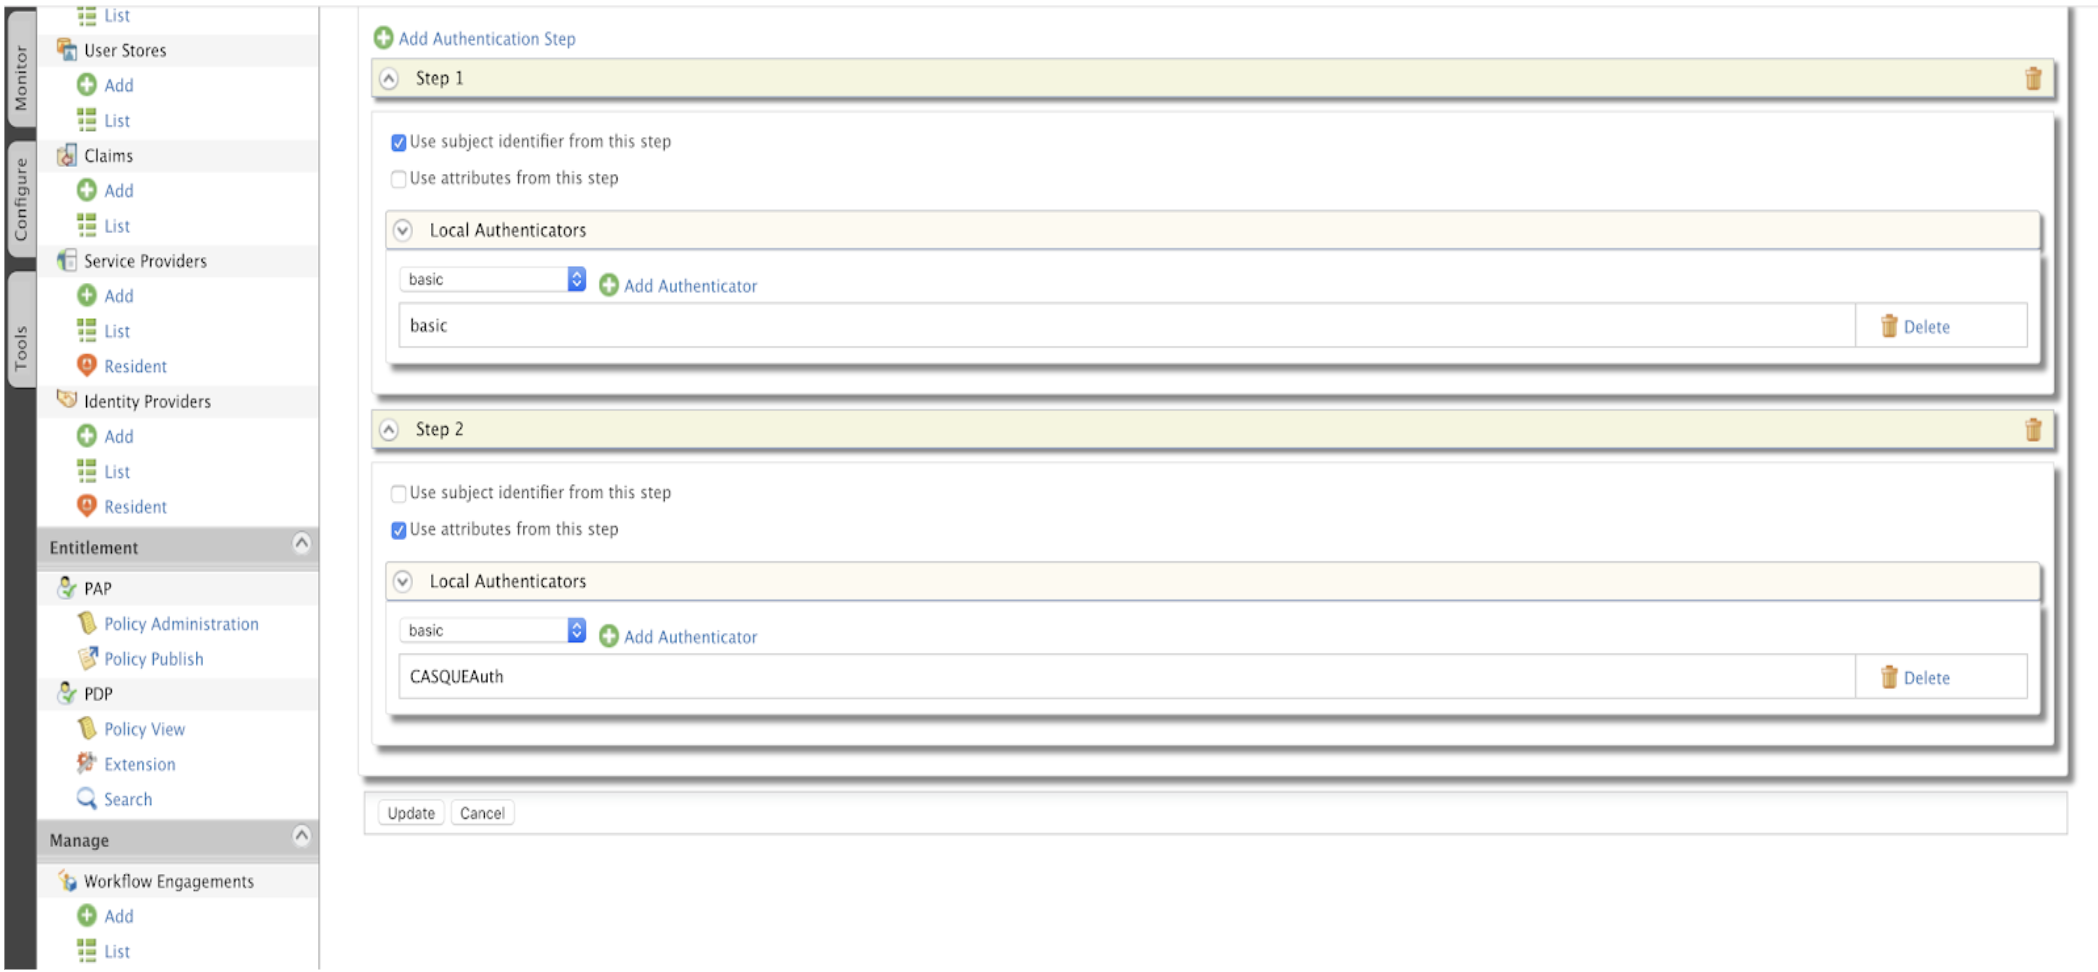 Monitor
Configure
Tools
List
User Stores
Add
List
Claims
Add
List
Service Providers
Add
List
Resident
Identity Providers
Add
List
Resident
Entitlement
PAP
Policy Administration
Policy Publish
PDP
Policy View
Extension
Search
Manage
Workflow Engagements
Add
List
Add Authentication Step
Step 1
Use subject identifier from this step
Use attributes from this step
Local Authenticators
basic Add Authenticator
basic Delete
Step 2
Use subject identifier from this step
Use attributes from this step
Local Authenticators
basic Add Authenticator
CASQUEAuth Delete
Update Cancel